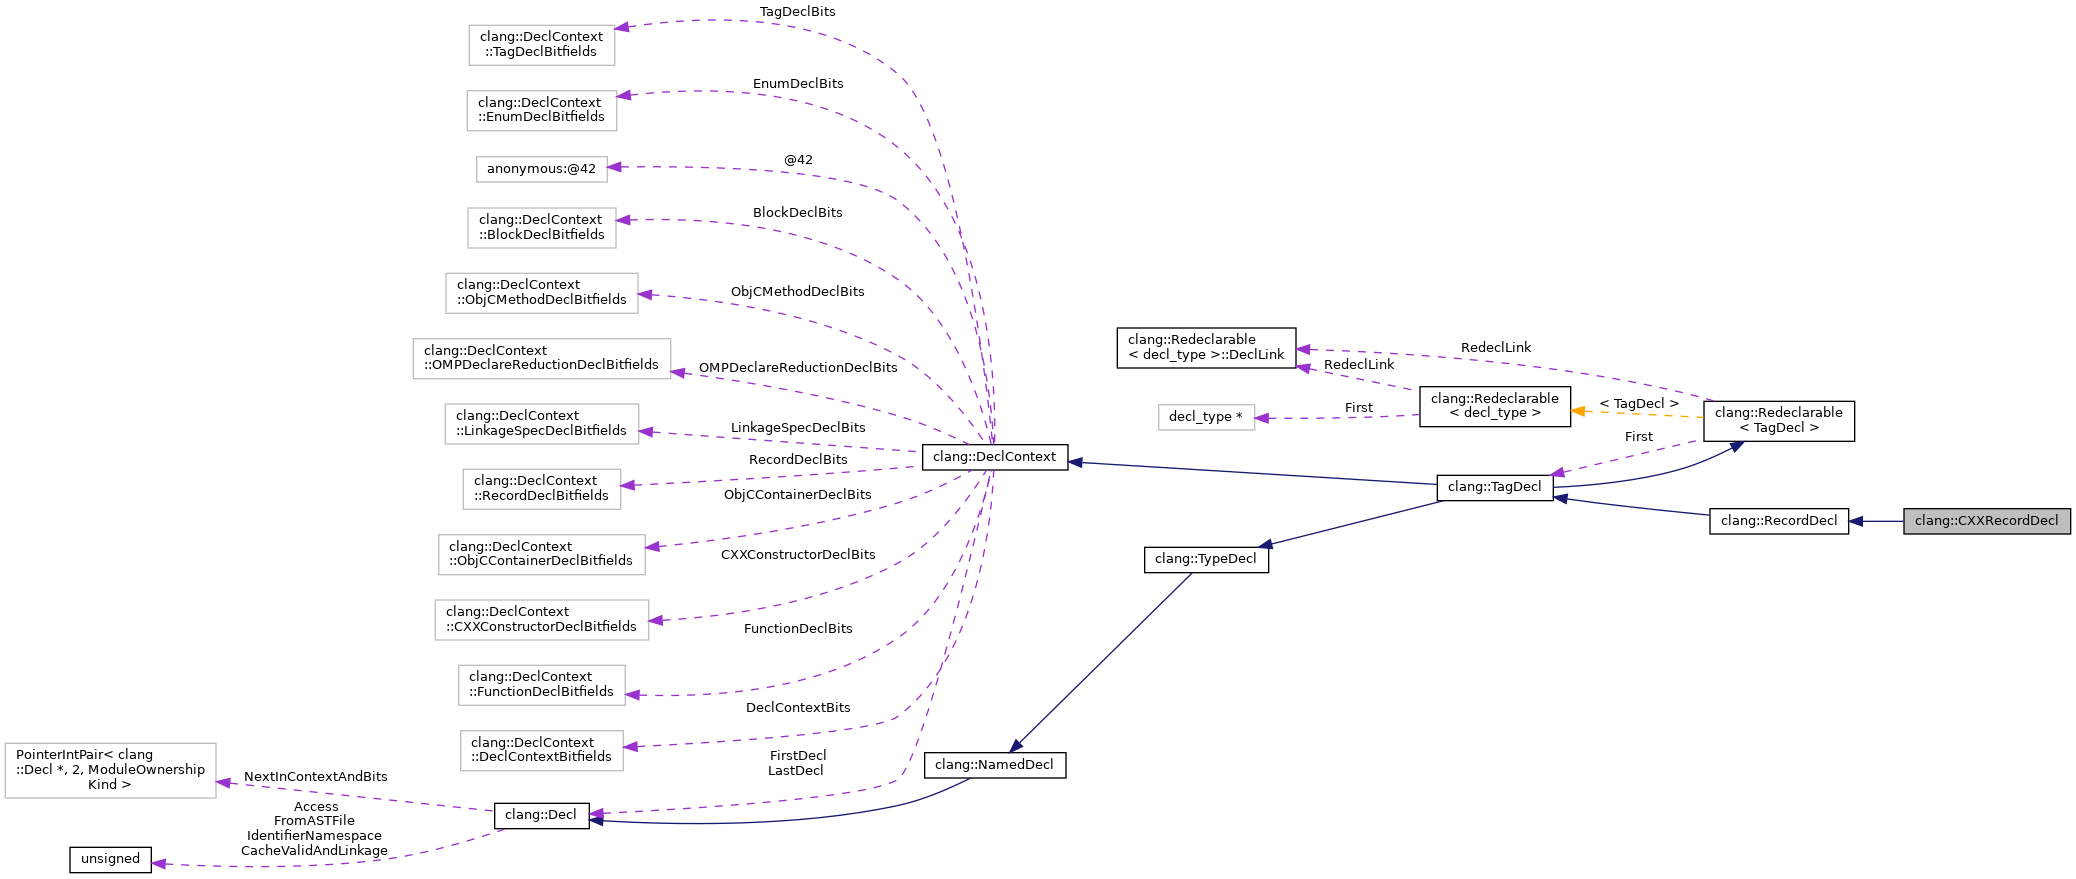 TagDeclBits
clang::DeclContext
::TagDeclBitfields
EnumDeclBits
clang::DeclContext
::EnumDeclBitfields
@42
anonymous:@42
BlockDeclBits
clang::DeclContext
::BlockDeclBitfields
ObjCMethodDeclBits
clang::DeclContext
::ObjCMethodDeclBitfields
OMPDeclareReductionDeclBits
clang::DeclContext
::OMPDeclareReductionDeclBitfields
LinkageSpecDeclBits
clang::DeclContext
::LinkageSpecDeclBitfields
RecordDeclBits
clang::DeclContext
::RecordDeclBitfields
ObjCContainerDeclBits
clang::DeclContext
::ObjCContainerDeclBitfields
CXXConstructorDeclBits
clang::DeclContext
::CXXConstructorDeclBitfields
FunctionDeclBits
clang::DeclContext
::FunctionDeclBitfields
DeclContextBits
clang::DeclContext
::DeclContextBitfields
FirstDecl
LastDecl
PointerIntPair< clang
::Decl *, 2, ModuleOwnership
Kind >
NextInContextAndBits
Access
FromASTFile
IdentifierNamespace
CacheValidAndLinkage
unsigned
clang::Decl
clang::NamedDecl
clang::DeclContext
clang::TypeDecl
clang::Redeclarable
< decl_type >::DeclLink
RedeclLink
RedeclLink
decl_type *
First
clang::Redeclarable
< decl_type >
< TagDecl >
First
clang::Redeclarable
< TagDecl >
clang::TagDecl
clang::RecordDecl
clang::CXXRecordDecl